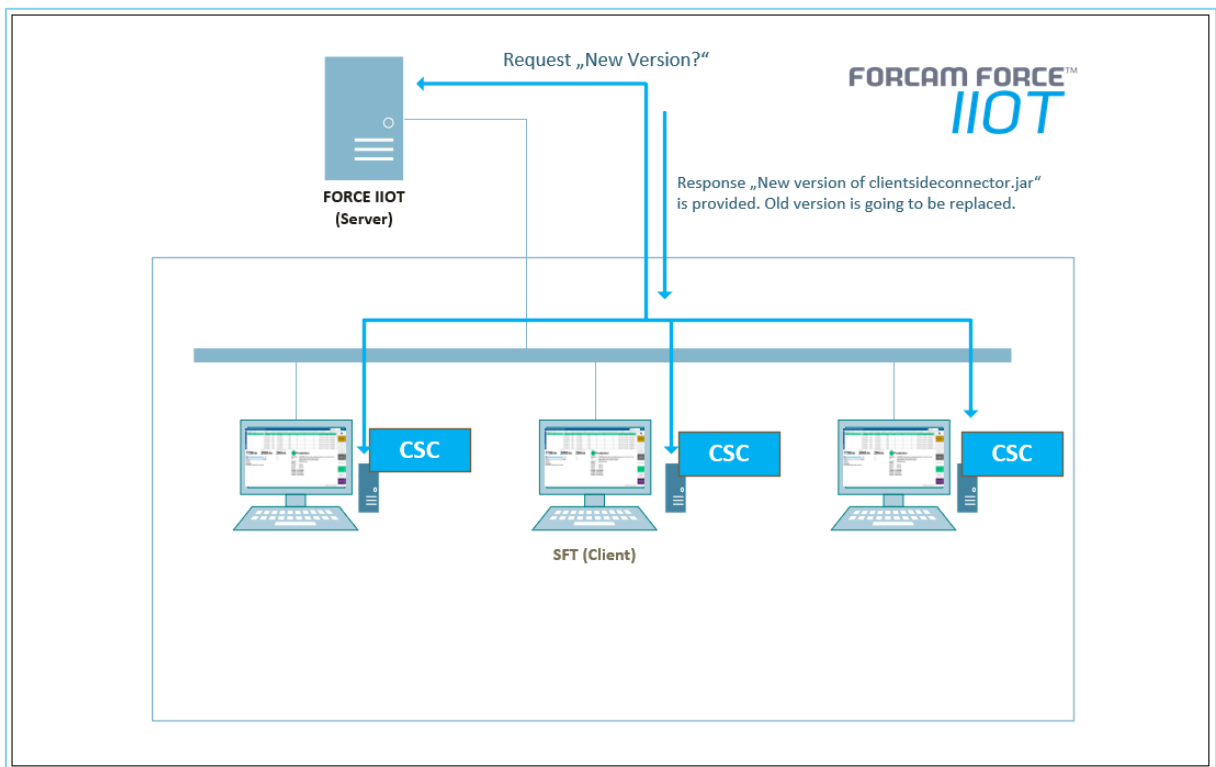 Request „New Version?“
FORCAM FORCE™
IIOT
Response „New version of clientsideconnector.jar“
is provided. Old version is going to be replaced.
FORCE IIOT
(Server)
CSC
CSC
CSC
SFT (Client)